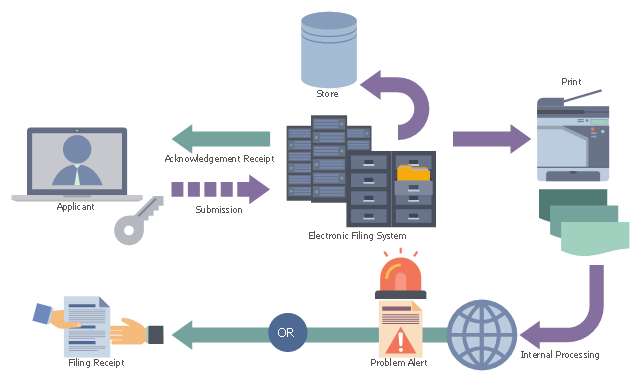 Store
Print
Acknowledgement Receipt
Applicant
Submission
Electronic Filing System
OR
Filing Receipt
Problem Alert
Internal Processing